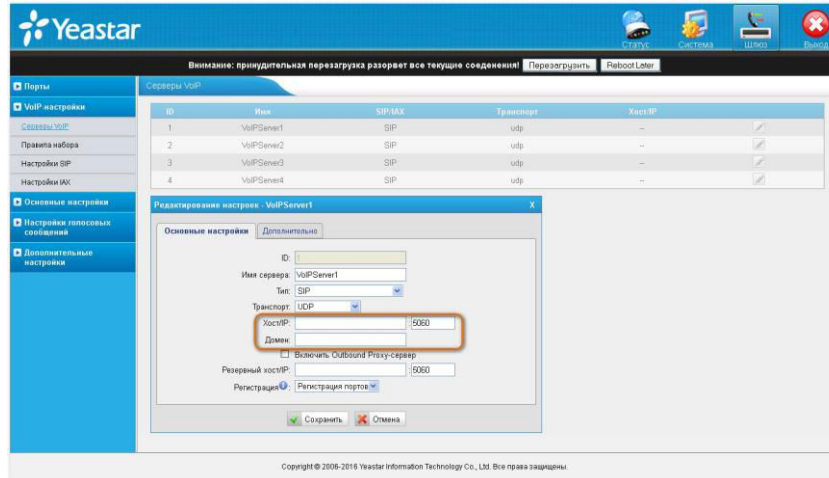 Yeastar
Статус
Система
Шлюз
Выход
Внимание: принудительная перезагрузка разорвет все текущие соеденения! Перезагрузить Reboot Later
Порты
VoIP настройки
Серверы VoIP
Правила набора
Настройки SIP
Настройки IAX
Основные настройки
Настройки голосовых
сообщений
Дополнительные
настройки
Серверы VoIP
ID Имя SIP/IAX Транспорт Хост/IP
1 VoIPServer1 SIP udp --
2 VoIPServer2 SIP udp --
3 VoIPServer3 SIP udp --
4 VoIPServer4 SIP udp --
Редактирование настроек - VoIPServer1 X
Основные настройки Дополнительно
ID: 1
Имя сервера: VoIPServer1
Тип: SIP
Транспорт: UDP
Хост/IP: :5060
Домен:
Включить Outbound Proxy-сервер
Резервный хост/IP: :5060
Регистрация: Регистрация портов
Сохранить Отмена
Copyright © 2006-2016 Yeastar Information Technology Co., Ltd. Все права защищены.